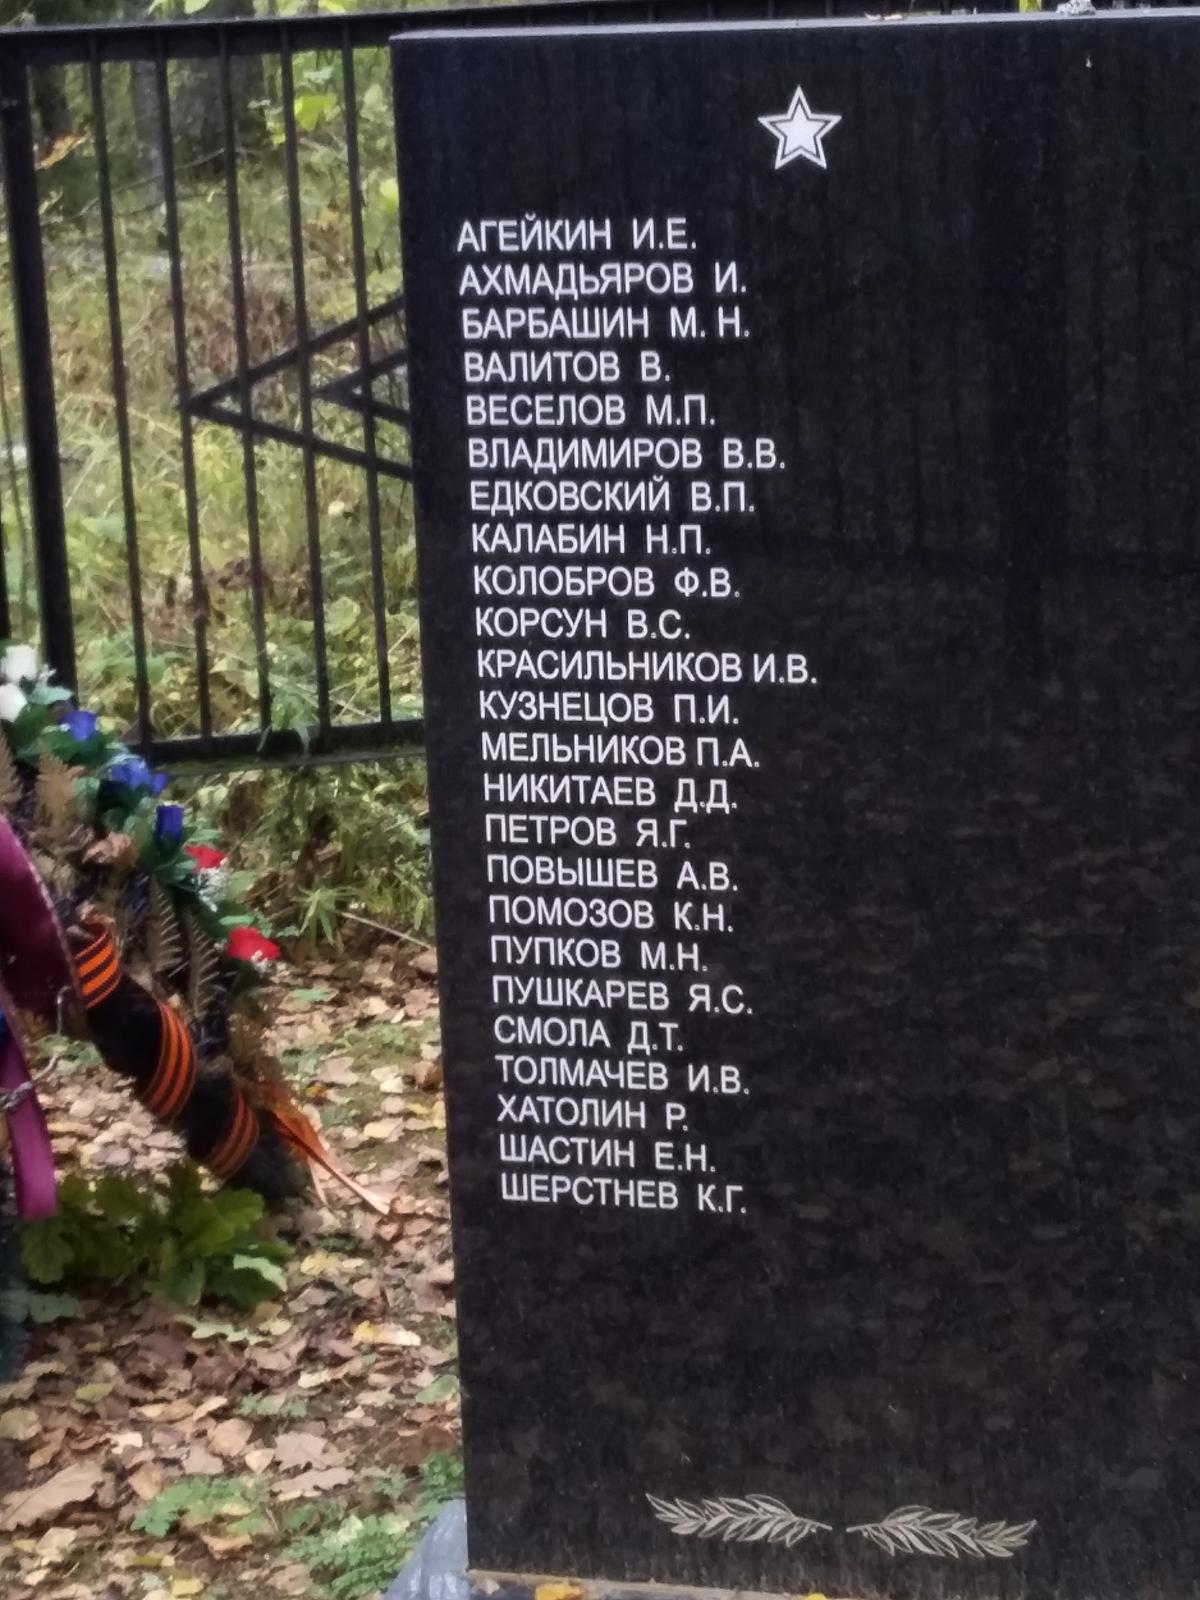 АГЕЙКИН И.Е.
АХМАДЬЯРОВ И.
БАРБАШИН М. Н.
ВАЛИТОВ В.
ВЕСЕЛОВ М.П.
ВЛАДИМИРОВ В.В.
ЕДКОВСКИЙ В.П.
КАЛАБИН Н.П.
КОЛОБРОВ Ф.В.
КОРСУН В.С.
КРАСИЛЬНИКОВ И.В.
КУЗНЕЦОВ П.И.
МЕЛЬНИКОВ П.А.
НИКИТАЕВ Д.Д.
ПЕТРОВ Я.Г.
ПОВЫШЕВ А.В.
ПОМОЗОВ К.Н.
ПУПКОВ М.Н.
ПУШКАРЕВ Я.С.
СМОЛА Д.Т.
ТОЛМАЧЕВ И.В.
ХАТОЛИН Р.
ШАСТИН Е.Н.
ШЕРСТНЕВ К.Г.